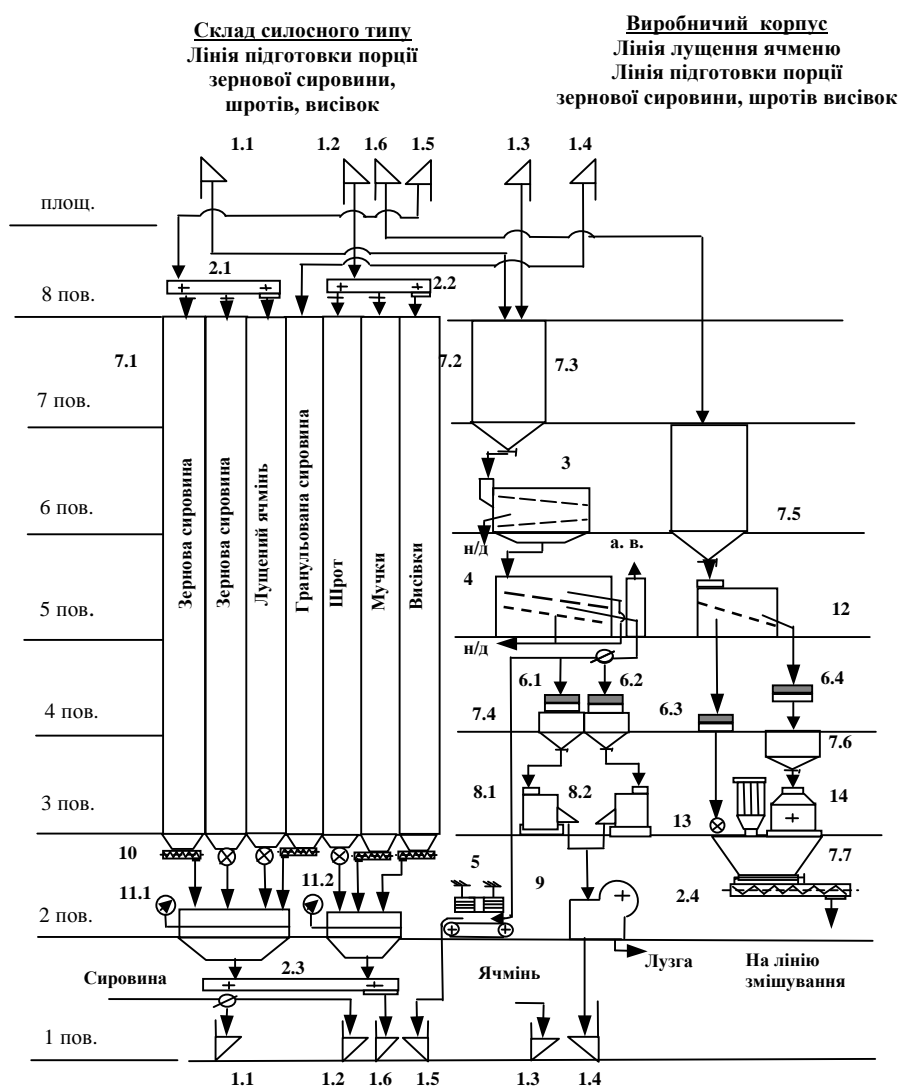 Склад силосного типу
Лінія підготовки порції
зернової сировини,
шротів, висівок
Виробничий корпус
Лінія лущення ячменю
Лінія підготовки порції
зернової сировини, шротів висівок
1.1
1.2
1.6
1.5
1.3
1.4
площ.
2.1
2.2
8 пов.
7.1
7.2
7.3
7 пов.
3
6 пов.
7.5
Зернова сировина
Зернова сировина
Лущений ячмінь
Гранульована сировина
Шрот
Мучки
Висівки
н/д
а. в.
4
5 пов.
12
н/д
6.1
6.2
6.4
6.3
4 пов.
7.4
7.6
8.1
8.2
14
3 пов.
13
10
7.7
5
9
11.1
11.2
2.4
2 пов.
2.3
Сировина
Ячмінь
Лузга
На лінію
змішування
1 пов.
1.1
1.2
1.6
1.5
1.3
1.4